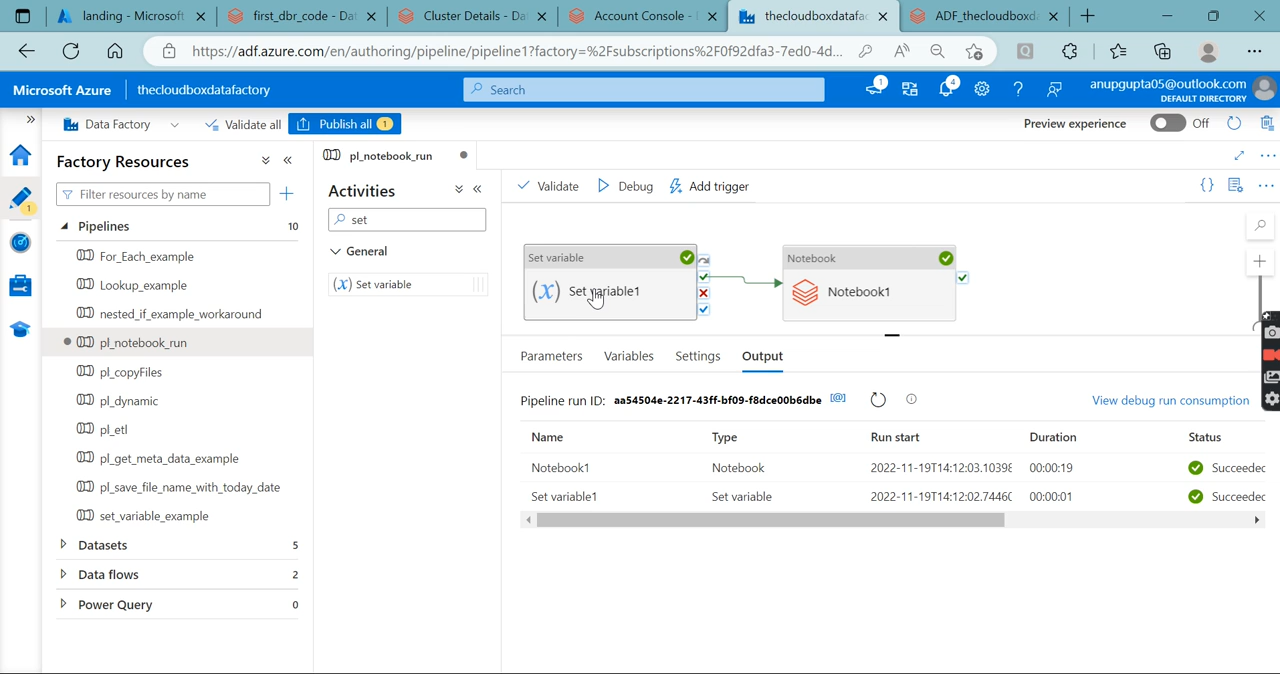 landing - Microsoft
first_dbr_code - Dat
Cluster Details - Da
Account Console -
thecloudboxdatafac
ADF_thecloudboxd
https://adf.azure.com/en/authoring/pipeline/pipeline1?factory=%2Fsubscriptions%2F0f92dfa3-7ed0-4d...
Microsoft Azure
thecloudboxdatafactory
Search
1
4
anupgupta05@outlook.com
DEFAULT DIRECTORY
Data Factory
Validate all
Publish all 1
Preview experience
Off
Factory Resources
pl_notebook_run
Filter resources by name
Activities
Validate
Debug
Add trigger
1
set
Pipelines 10
General
For_Each_example
Lookup_example
(x) Set variable
nested_if_example_workaround
pl_notebook_run
pl_copyFiles
pl_dynamic
pl_etl
pl_get_meta_data_example
pl_save_file_name_with_today_date
set_variable_example
Datasets 5
Data flows 2
Power Query 0
Set variable
(x) Set variable1
Notebook
Notebook1
Parameters
Variables
Settings
Output
Pipeline run ID: aa54504e-2217-43ff-bf09-f8dce00b6dbe [@]
View debug run consumption
Name Type Run start Duration Status
Notebook1 Notebook 2022-11-19T14:12:03.10398 00:00:19 Succeeded
Set variable1 Set variable 2022-11-19T14:12:02.74460 00:00:01 Succeeded